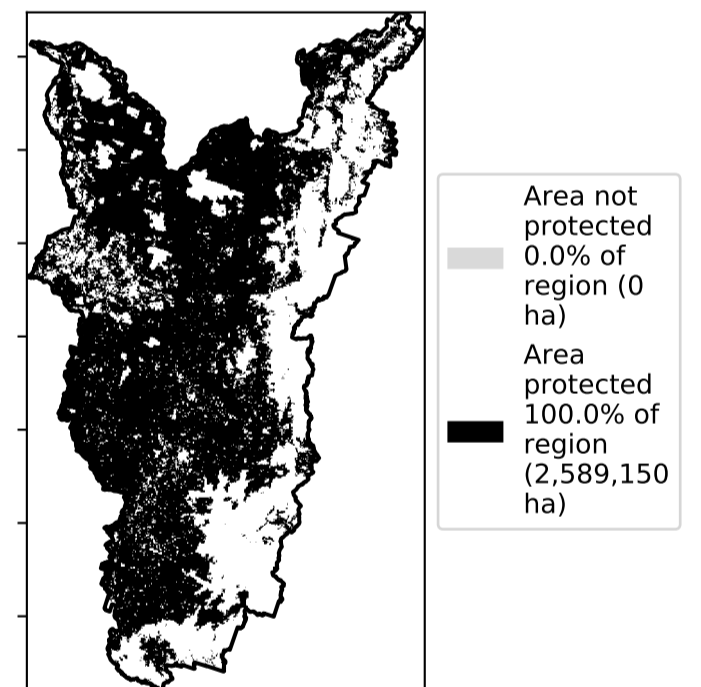 Area not
protected
0.0% of
region (0
ha)
Area
protected
100.0% of
region
(2,589,150
ha)